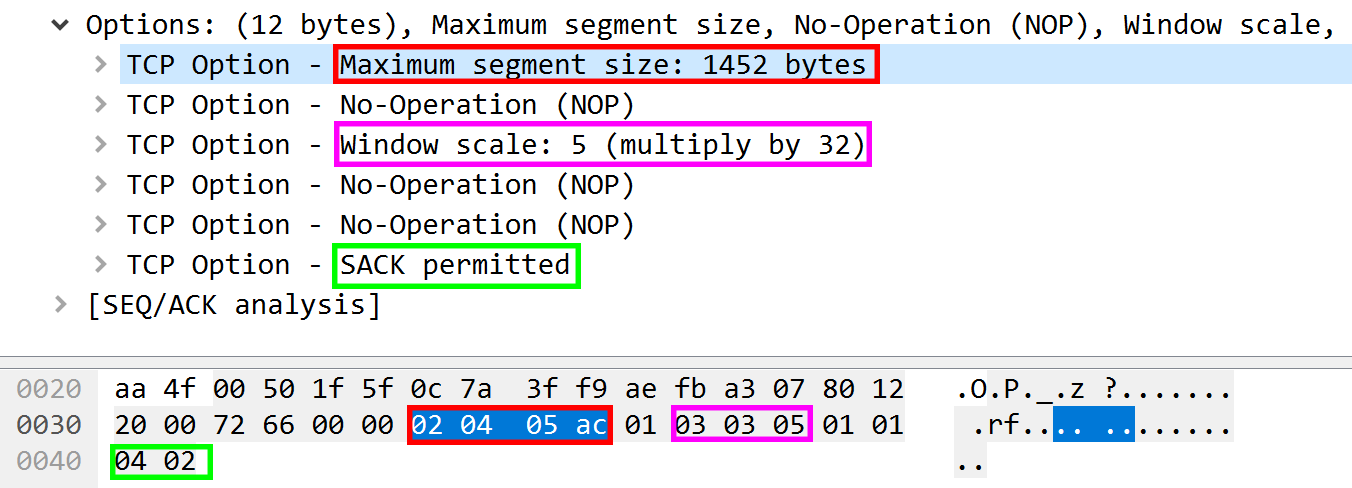 Options: (12 bytes), Maximum segment size, No-Operation (NOP), Window scale,
TCP Option - Maximum segment size: 1452 bytes
TCP Option - No-Operation (NOP)
TCP Option - Window scale: 5 (multiply by 32)
TCP Option - No-Operation (NOP)
TCP Option - No-Operation (NOP)
TCP Option - SACK permitted
[SEQ/ACK analysis]
0020 aa 4f 00 50 1f 5f 0c 7a 3f f9 ae fb a3 07 80 12 .O.P._.z ?.......
0030 20 00 72 66 00 00 02 04 05 ac 01 03 03 05 01 01 .rf.. .. .. ......
0040 04 02 ..